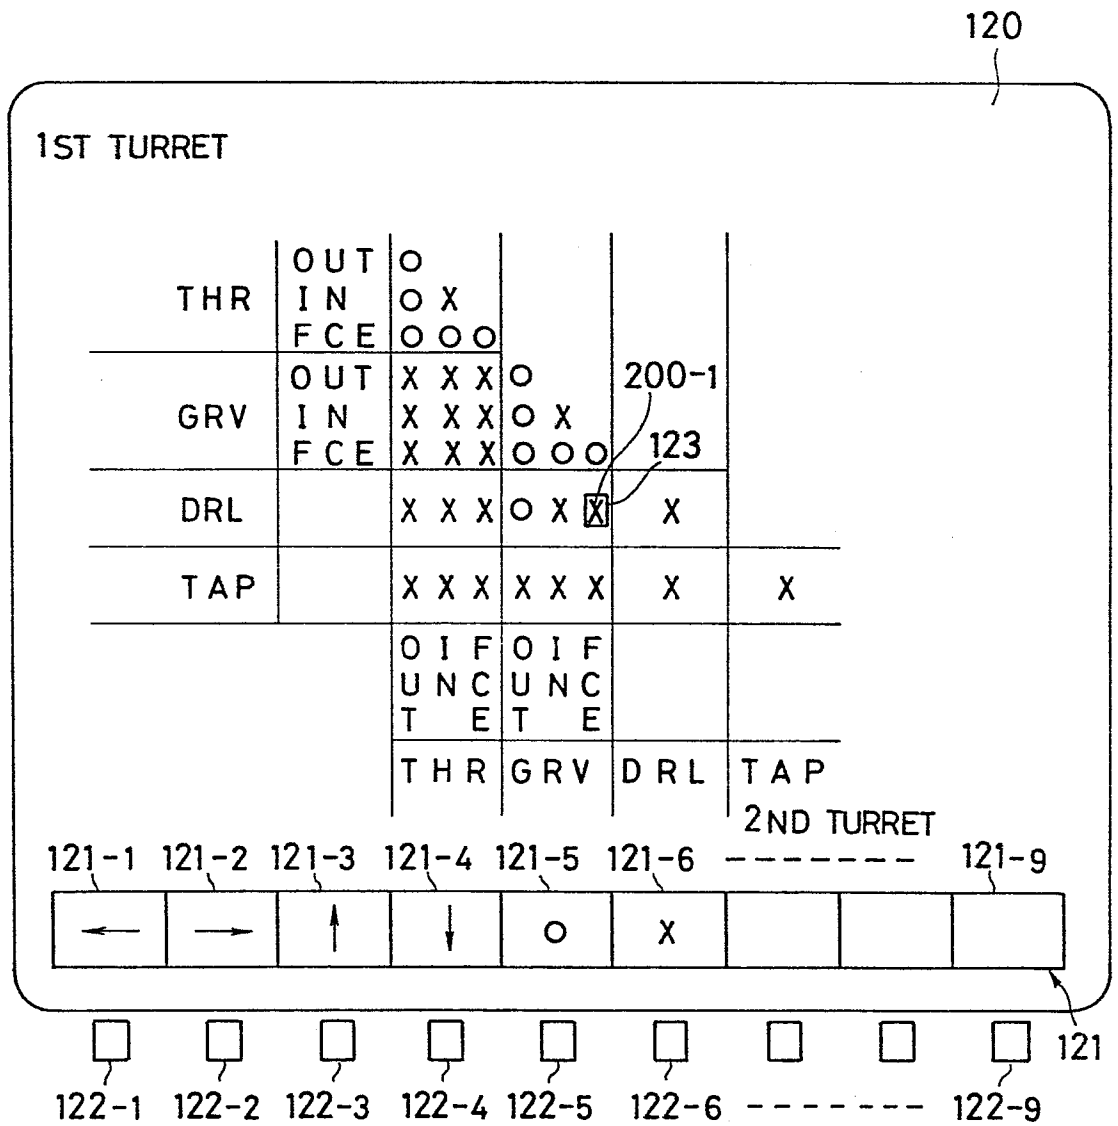 120
1ST TURRET
OUT O
THR IN O X
FCE O O O
OUT X X X O 200-1
GRV IN X X X O X
FCE X X X O O O 123
DRL X X X O X X X
TAP X X X X X X X X
O I F O I F
U N C U N C
T E T E
THR GRV DRL TAP
2ND TURRET
121-1 121-2 121-3 121-4 121-5 121-6 -------- 121-9
← → ↑ ↓ O X
121
122-1 122-2 122-3 122-4 122-5 122-6 -------- 122-9